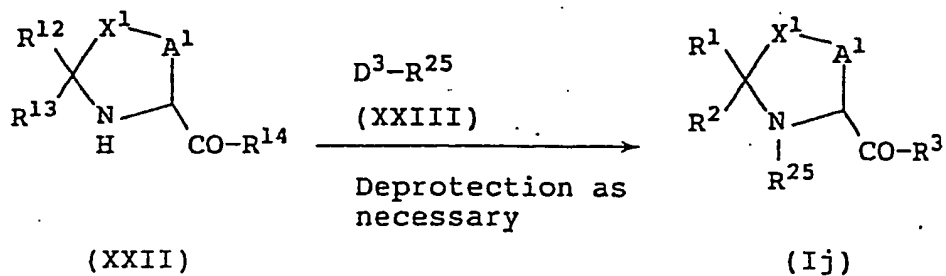 R¹² X¹ A¹
R¹³ N H CO-R¹⁴
(XXII)
D³-R²⁵
(XXIII)
Deprotection as
necessary
R¹ X¹ A¹
R² N CO-R³
R²⁵
(Ij)